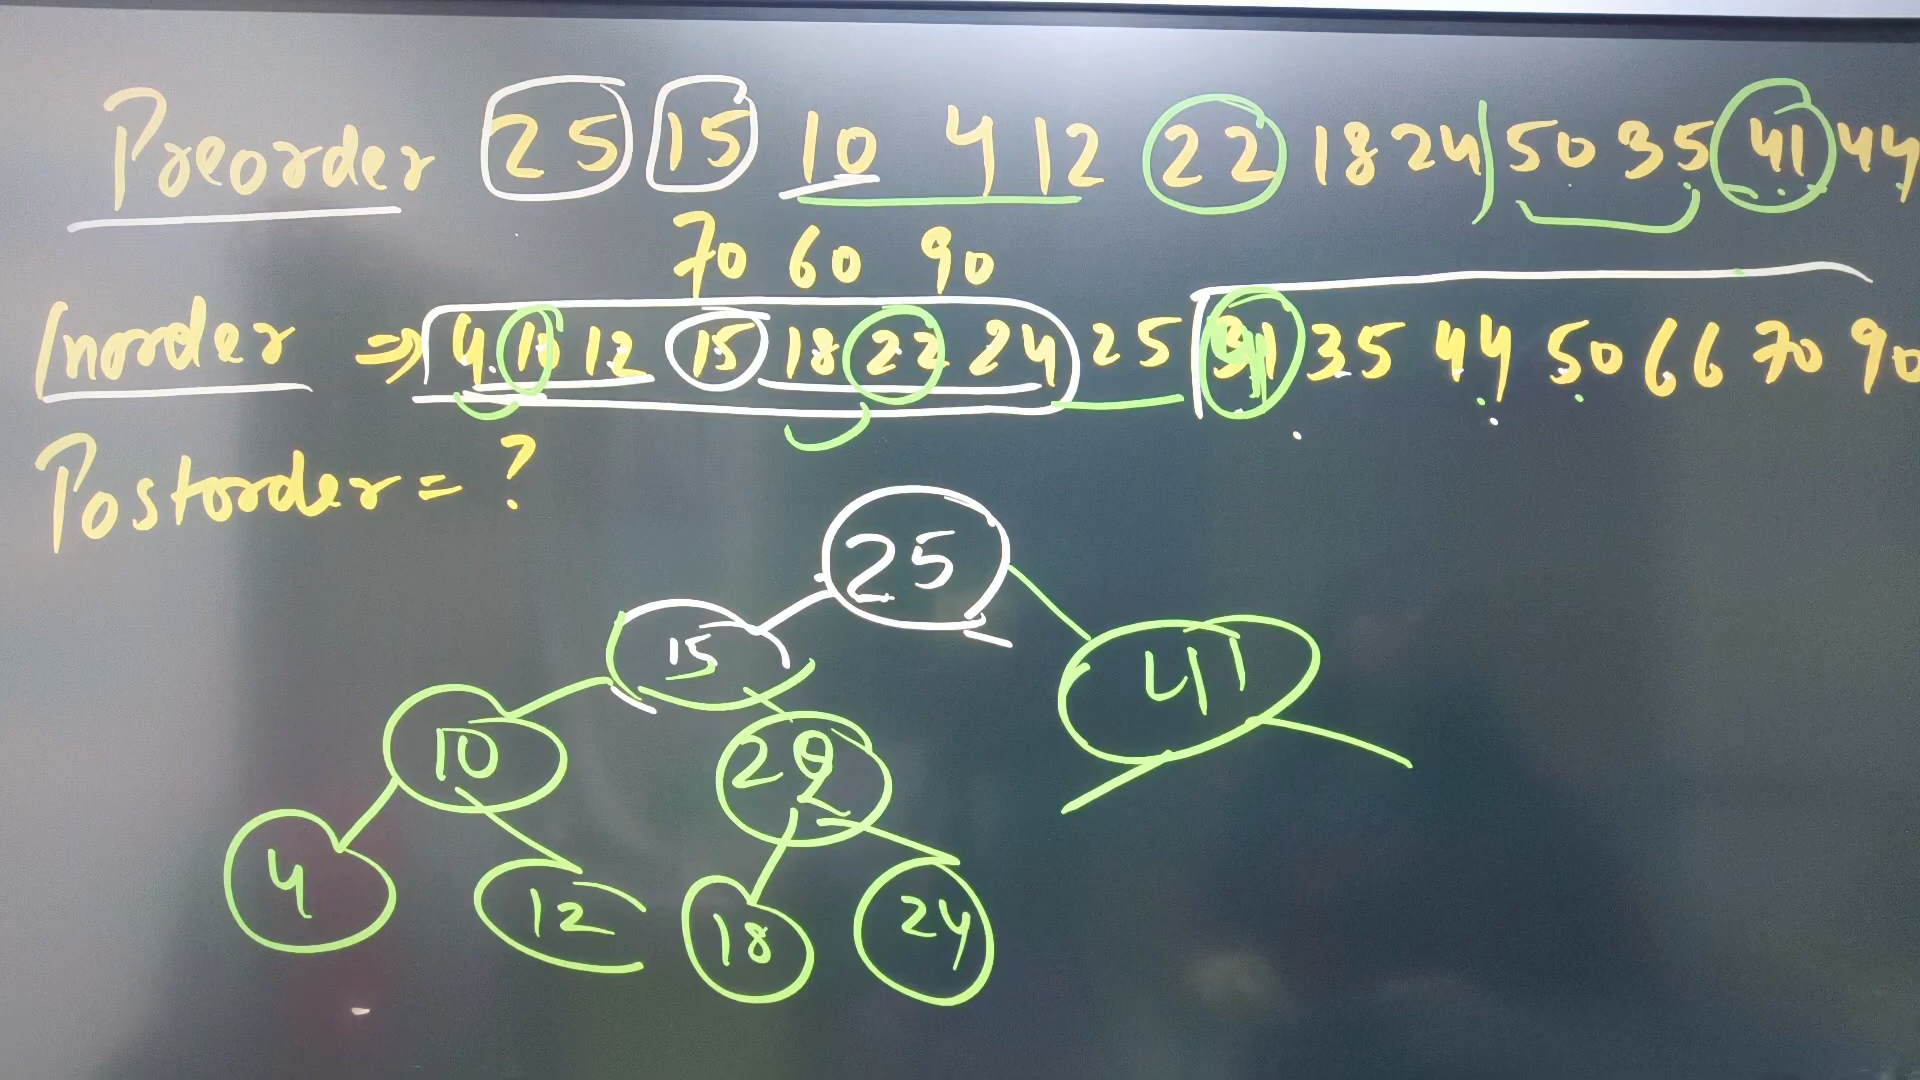 Preorder 25 15 10 4 12 22 18 24 50 35 41 44
70 60 90
Inorder ⇒ 4 10 12 15 18 22 24 25 35 44 50 66 70 90
Postorder = ?
25
15 41
10 22
4 12 18 24